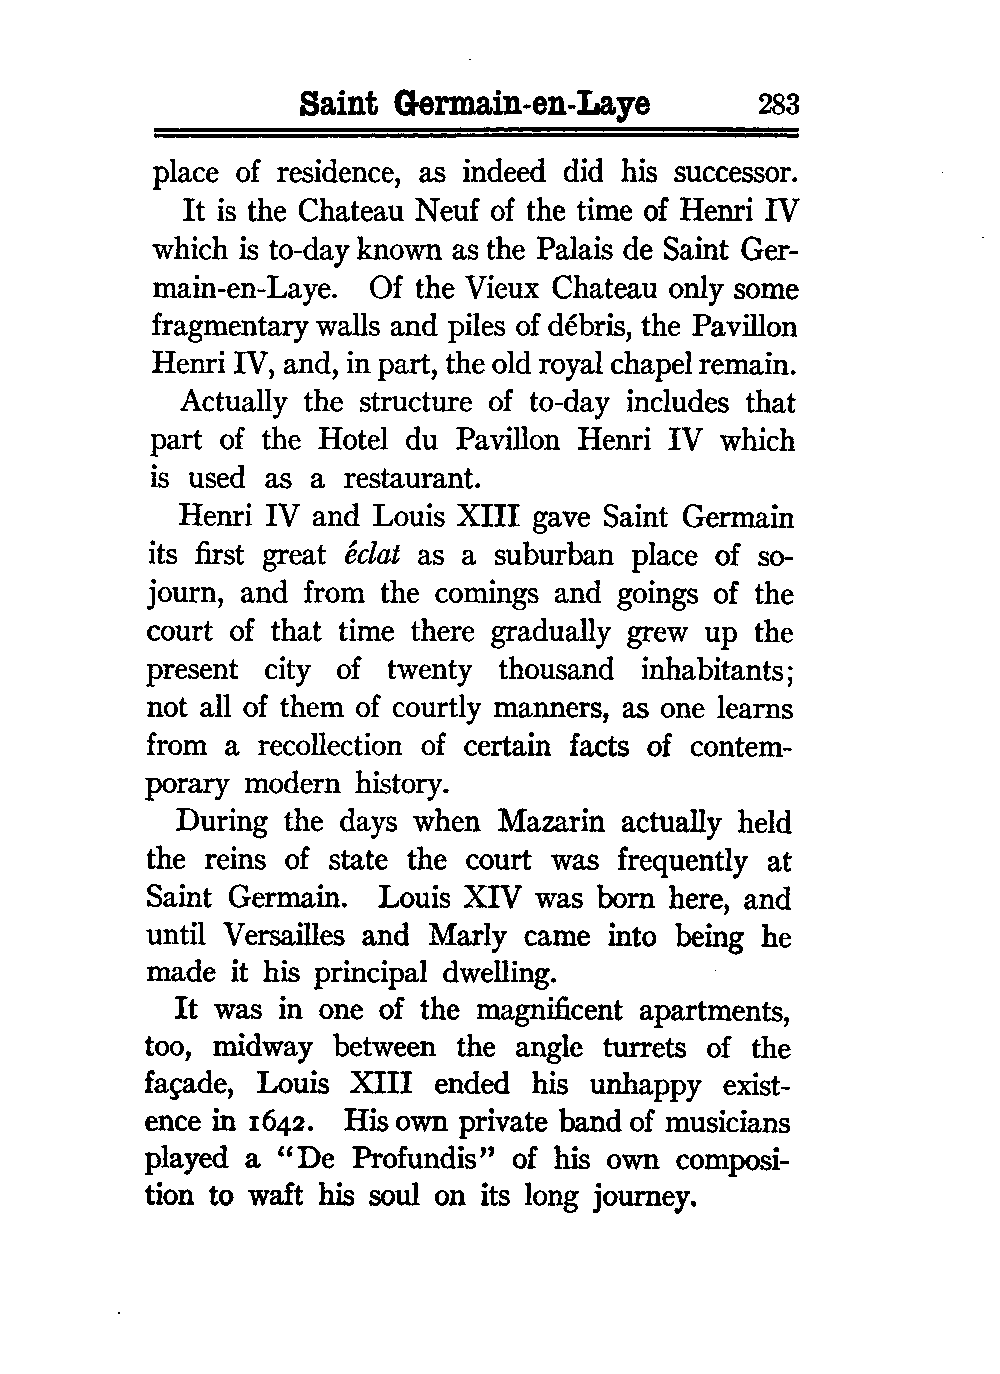 Saint Germain-en-Laye 283
place of residence, as indeed did his successor.
It is the Chateau Neuf of the time of Henri IV
which is to-day known as the Palais de Saint Ger-
main-en-Laye. Of the Vieux Chateau only some
fragmentary walls and piles of débris, the Pavillon
Henri IV, and, in part, the old royal chapel remain.
Actually the structure of to-day includes that
part of the Hotel du Pavillon Henri IV which
is used as a restaurant.
Henri IV and Louis XIII gave Saint Germain
its first great éclat as a suburban place of so-
journ, and from the comings and goings of the
court of that time there gradually grew up the
present city of twenty thousand inhabitants;
not all of them of courtly manners, as one learns
from a recollection of certain facts of contem-
porary modern history.
During the days when Mazarin actually held
the reins of state the court was frequently at
Saint Germain. Louis XIV was born here, and
until Versailles and Marly came into being he
made it his principal dwelling.
It was in one of the magnificent apartments,
too, midway between the angle turrets of the
façade, Louis XIII ended his unhappy exist-
ence in 1642. His own private band of musicians
played a “De Profundis” of his own composi-
tion to waft his soul on its long journey.